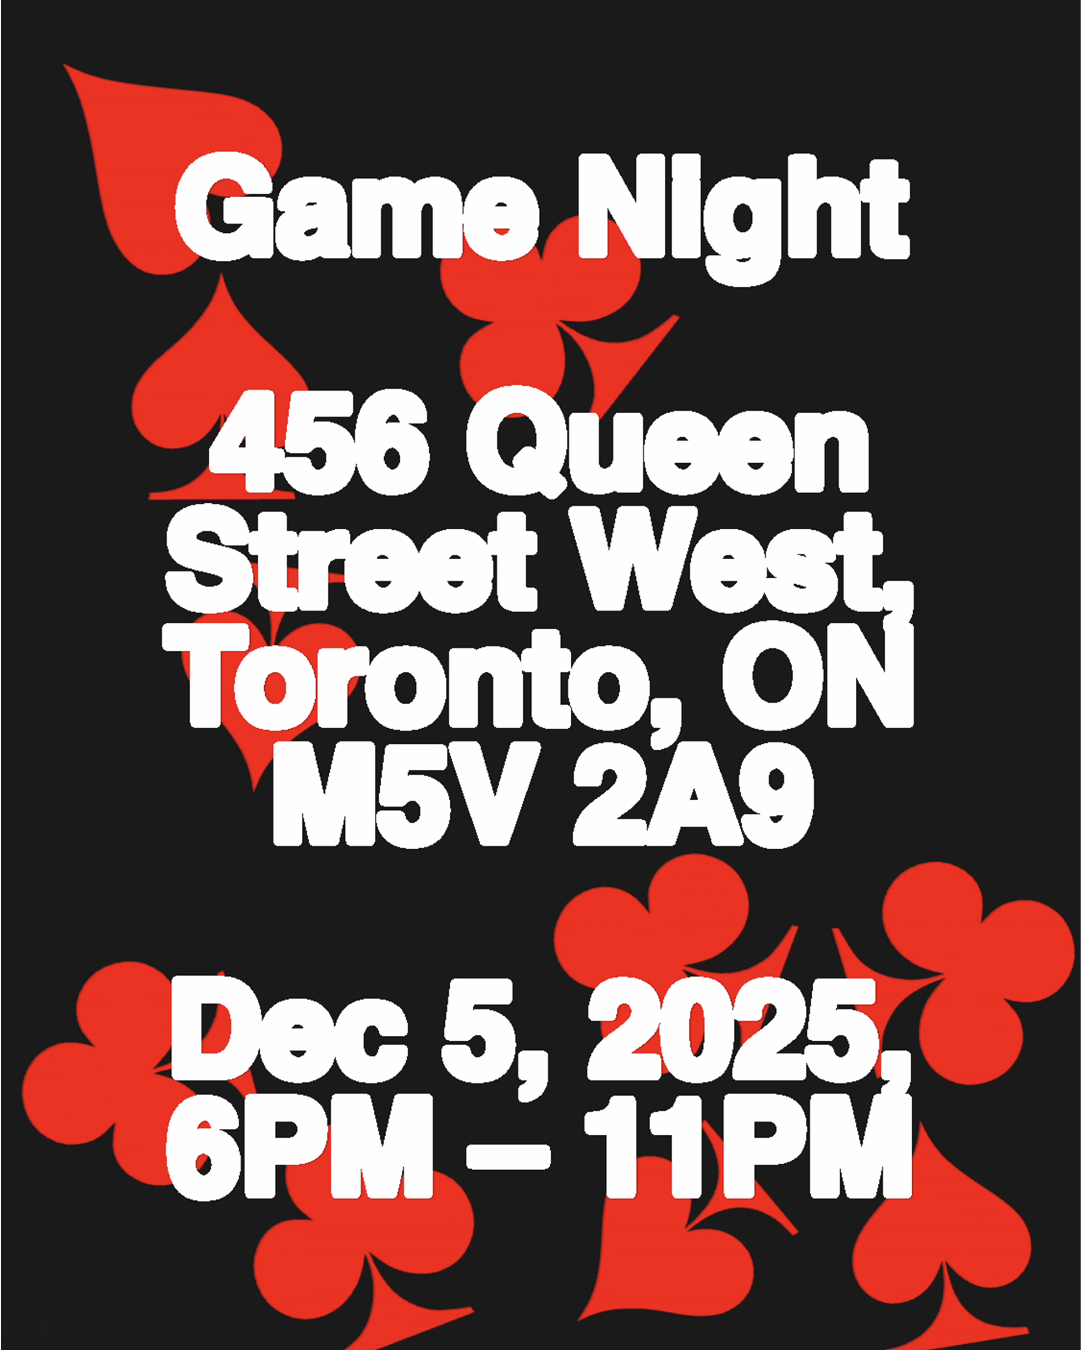 Game Night
456 Queen
Street West,
Toronto, ON
M5V 2A9
Dec 5, 2025,
6PM – 11PM